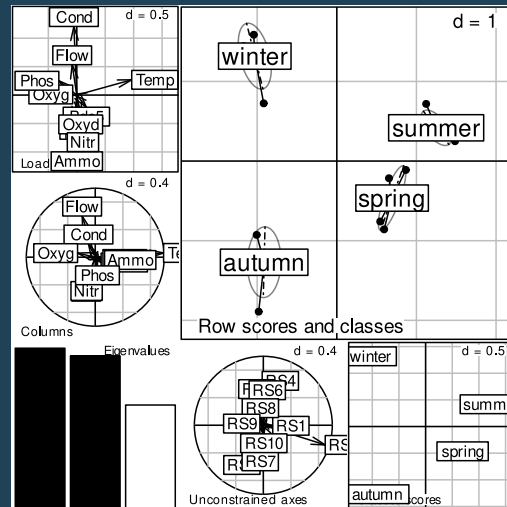 Cond
d = 0.5
Flow
Phos
Temp
Oxyg
Oxyd
Nitr
Load
Ammo
d = 1
winter
summer
spring
autumn
Row scores and classes
d = 0.4
Flow
Cond
Oxyg
Ammo
Phos
Nitr
Columns
Eigenvalues
d = 0.4
RS4
RS6
RS8
RS9
RS1
RS10
RS7
Unconstrained axes
d = 0.5
winter
summ
spring
autumn
scores